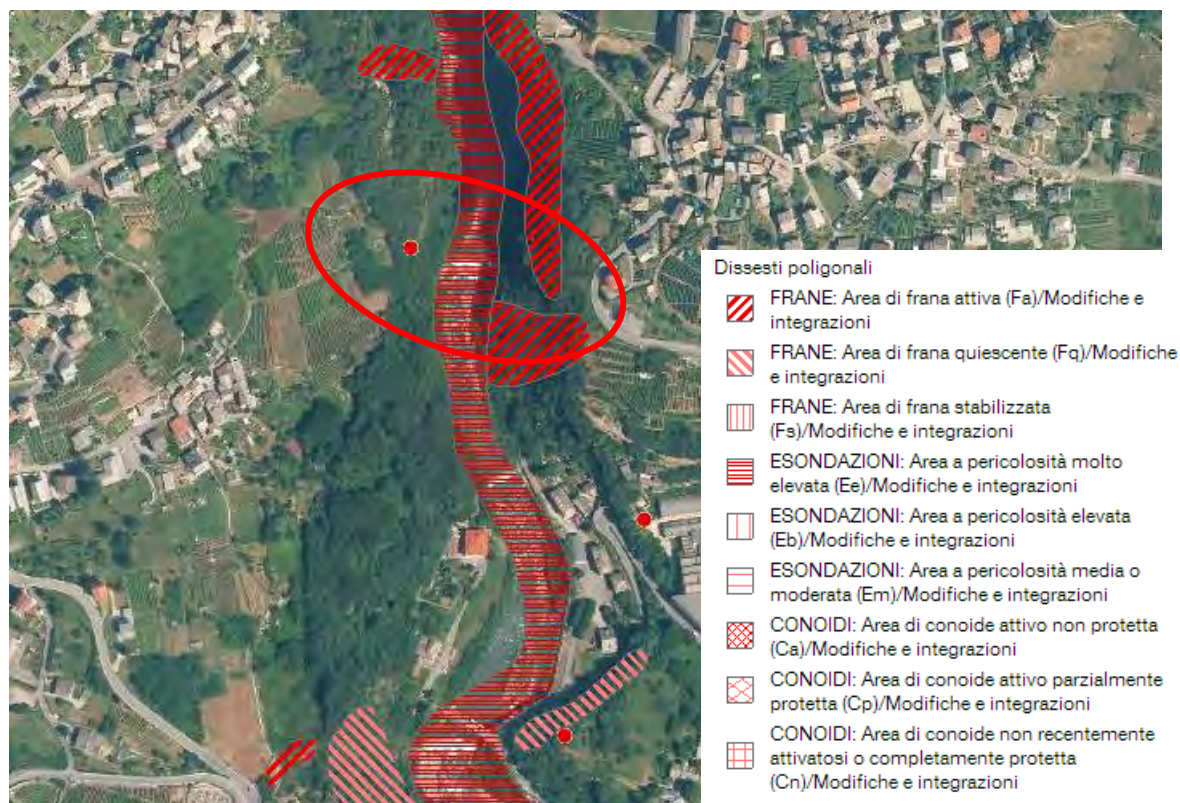 Dissesti poligonali
FRANE: Area di frana attiva (Fa)/Modifiche e
integrazioni
FRANE: Area di frana quiescente (Fq)/Modifiche
e integrazioni
FRANE: Area di frana stabilizzata
(Fs)/Modifiche e integrazioni
ESONDAZIONI: Area a pericolosità molto
elevata (Ee)/Modifiche e integrazioni
ESONDAZIONI: Area a pericolosità elevata
(Eb)/Modifiche e integrazioni
ESONDAZIONI: Area a pericolosità media o
moderata (Em)/Modifiche e integrazioni
CONOIDI: Area di conoide attivo non protetta
(Ca)/Modifiche e integrazioni
CONOIDI: Area di conoide attivo parzialmente
protetta (Cp)/Modifiche e integrazioni
CONOIDI: Area di conoide non recentemente
attivatosi o completamente protetta
(Cn)/Modifiche e integrazioni